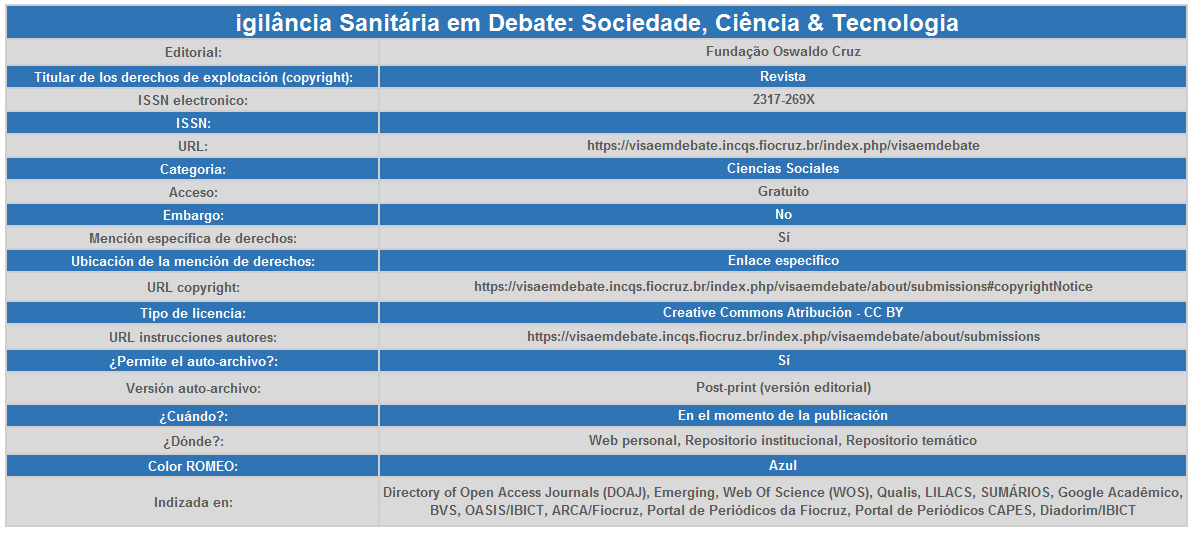 igilância Sanitária em Debate: Sociedade, Ciência & Tecnologia
Editorial: Fundação Oswaldo Cruz
Titular de los derechos de explotación (copyright): Revista
ISSN electronico: 2317-269X
ISSN:
URL: https://visaemdebate.incqs.fiocruz.br/index.php/visaemdebate
Categoria: Ciencias Sociales
Acceso: Gratuito
Embargo: No
Mención específica de derechos: Sí
Ubicación de la mención de derechos: Enlace especifico
URL copyright: https://visaemdebate.incqs.fiocruz.br/index.php/visaemdebate/about/submissions#copyrightNotice
Tipo de licencia: Creative Commons Atribución - CC BY
URL instrucciones autores: https://visaemdebate.incqs.fiocruz.br/index.php/visaemdebate/about/submissions
¿Permite el auto-archivo?: Sí
Versión auto-archivo: Post-print (versión editorial)
¿Cuándo?: En el momento de la publicación
¿Dónde?: Web personal, Repositorio institucional, Repositorio temático
Color ROMEO: Azul
Indizada en: Directory of Open Access Journals (DOAJ), Emerging, Web Of Science (WOS), Qualis, LILACS, SUMÁRIOS, Google Acadêmico,
BVS, OASIS/IBICT, ARCA/Fiocruz, Portal de Periódicos da Fiocruz, Portal de Periódicos CAPES, Diadorim/IBICT